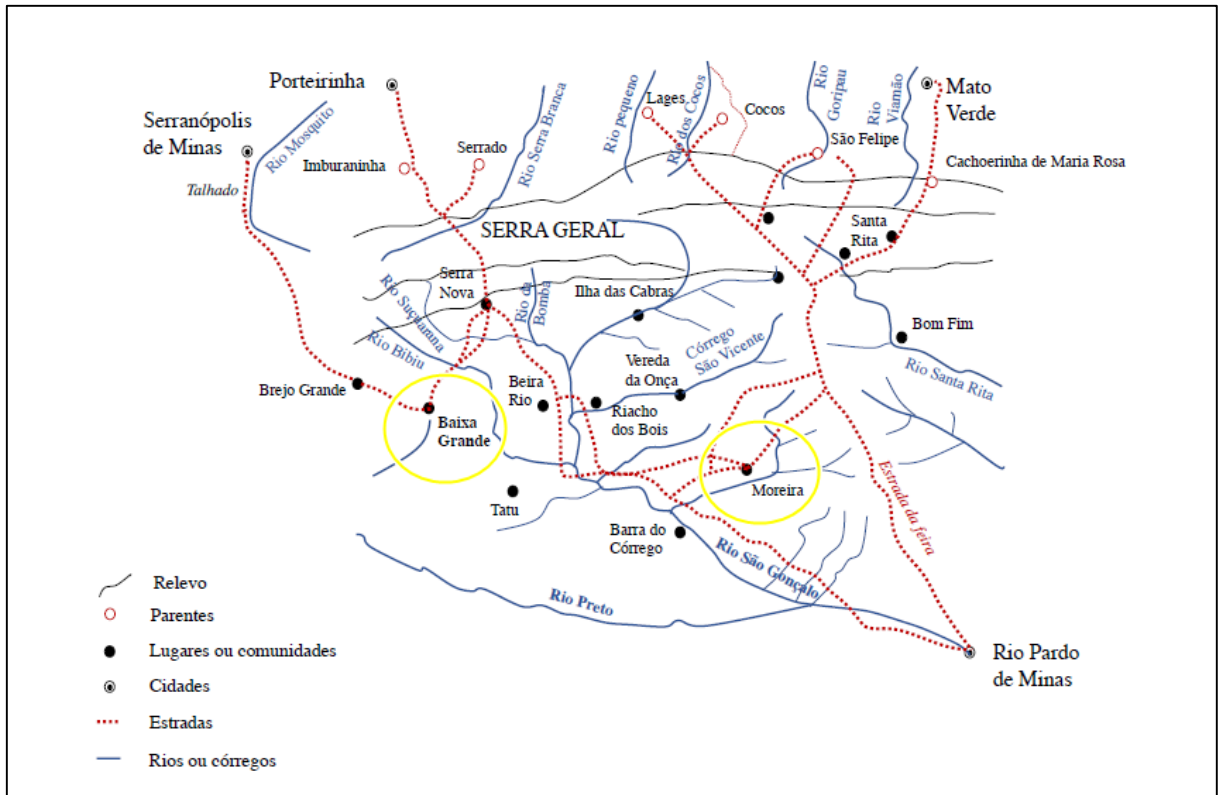 Porteirinha
Serranópolis
de Minas
Rio Mosquito
Talhado
Imburaninha
Serrado
Rio Serra Branca
Rio pequeno
Lages
Rio dos Cocos
Cocos
Rio
Goripau
Rio
Viamão
Mato
Verde
São Felipe
Cachoerinha de Maria Rosa
SERRA GERAL
Santa
Rita
Serra
Nova
Rio Suçuamna
Rio da
Bomba
Ilha das Cabras
Rio Bibiu
Córrego
São Vicente
Bom Fim
Rio Santa Rita
Brejo Grande
Vereda
da Onça
Beira
Rio
Baixa
Grande
Riacho
dos Bois
Moreira
Estrada da feira
Tatu
Barra do
Córrego
Rio São Gonçalo
Rio Preto
Rio Pardo
de Minas
Relevo
Parentes
Lugares ou comunidades
Cidades
Estradas
Rios ou córregos